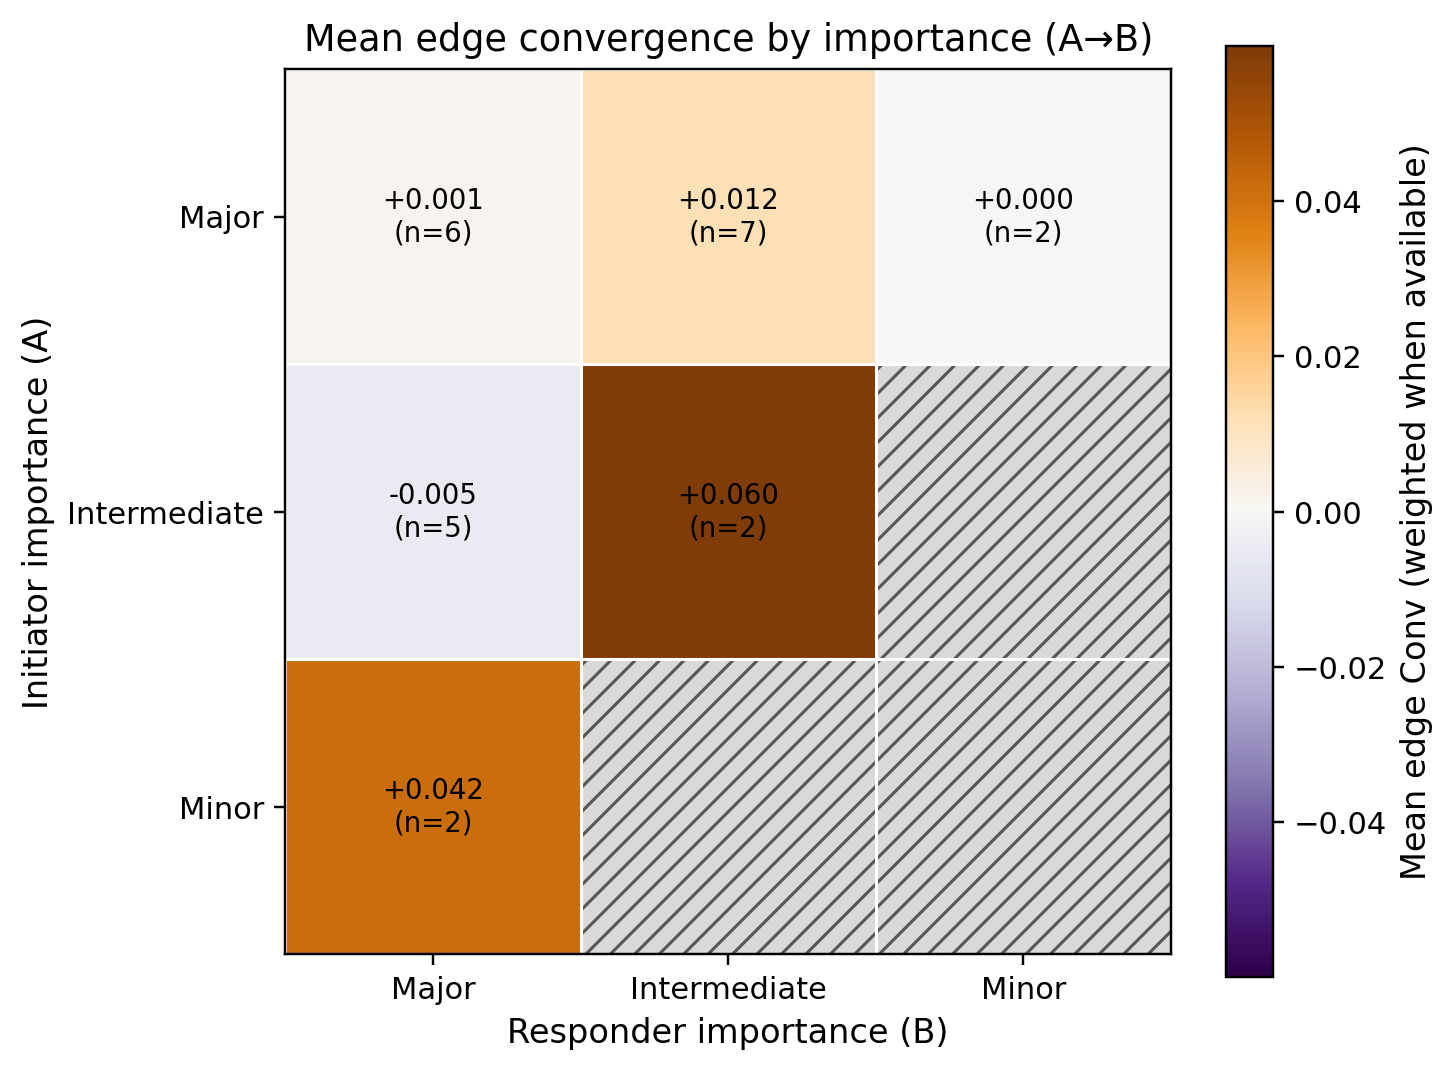 Mean edge convergence by importance (A→B)
Initiator importance (A)
Major
Intermediate
Minor
+0.001
(n=6)
+0.012
(n=7)
+0.000
(n=2)
-0.005
(n=5)
+0.060
(n=2)
+0.042
(n=2)
Major
Intermediate
Minor
Responder importance (B)
0.04
0.02
0.00
−0.02
−0.04
Mean edge Conv (weighted when available)